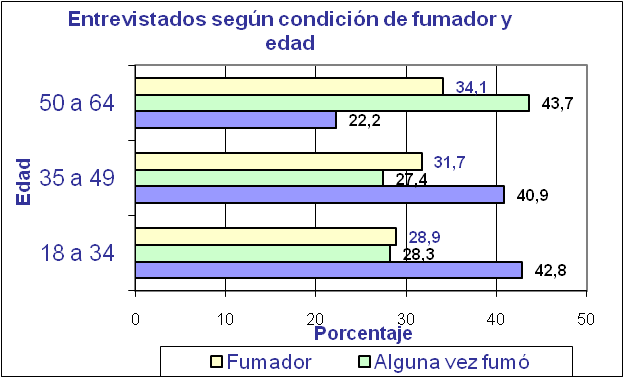 Entrevistados según condición de fumador y
edad
Edad
50 a 64
34,1
43,7
22,2
35 a 49
31,7
27,4
40,9
18 a 34
28,9
28,3
42,8
0 10 20 30 40 50
Porcentaje
Fumador Alguna vez fumó